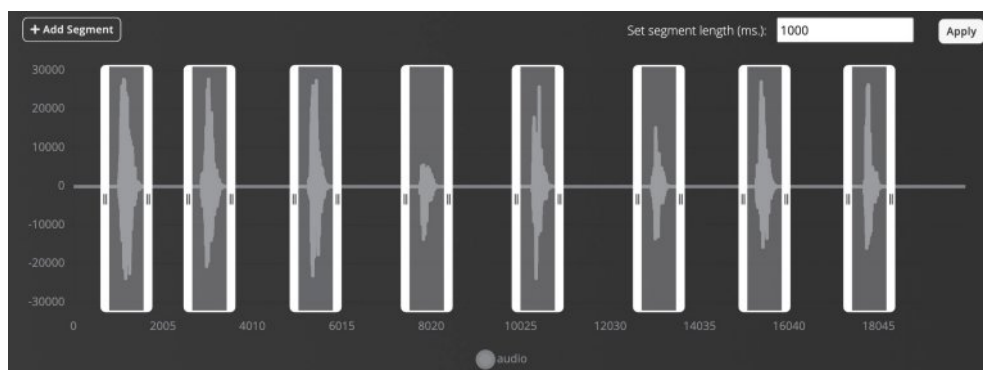 + Add Segment
Set segment length (ms.): 1000 Apply
30000
20000
10000
0
-10000
-20000
-30000
0 2005 4010 6015 8020 10025 12030 14035 16040 18045
audio